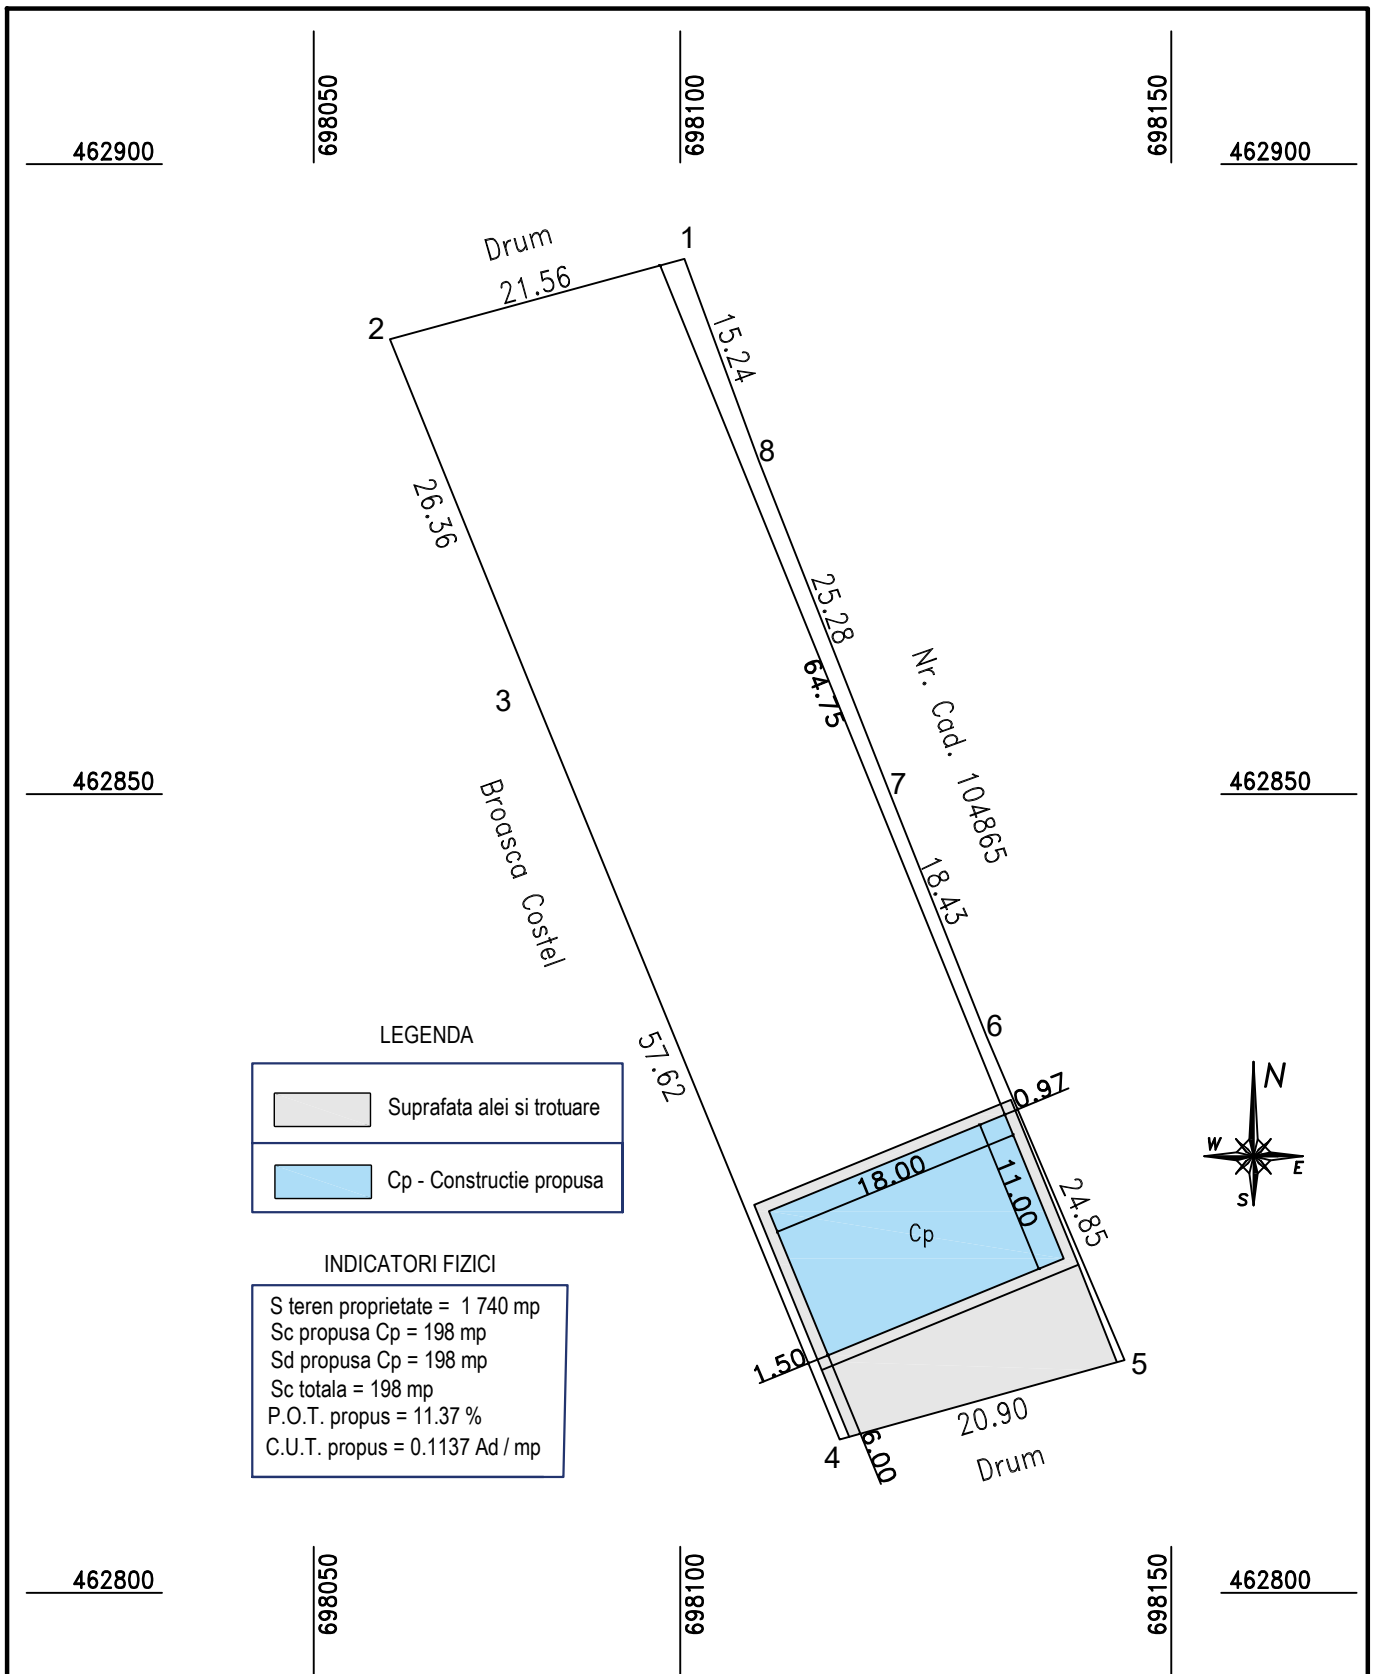 698050
698100
698150
462900
462900
Drum
21.56
1
2
15.24
8
26.36
25.28
64.75
Nr. Cad. 104865
3
7
462850
462850
Broasca Costel
18.43
6
57.62
LEGENDA
Suprafata alei si trotuare
Cp - Constructie propusa
0.97
18.00
11.00
24.85
Cp
N
W
E
S
INDICATORI FIZICI
S teren proprietate = 1 740 mp
Sc propusa Cp = 198 mp
Sd propusa Cp = 198 mp
Sc totala = 198 mp
P.O.T. propus = 11.37 %
C.U.T. propus = 0.1137 Ad / mp
1.50
5
20.90
4
6.00
Drum
462800
462800
698050
698100
698150